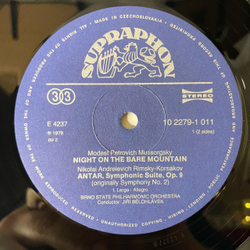 MADE IN CZECHOSLOVAKIA
SUPRAPHON
33
STEREO
E 4237
10 2279-1 011
℗ 1978
1 (2 sides)
Modest Petrovich Mussorgsky
NIGHT ON THE BARE MOUNTAIN
Nikolai Andreievich Rimsky-Korsakov
ANTAR, Symphonic Suite, Op. 9
(originally Symphony No. 2)
1. Largo - Allegro
BRNO STATE PHILHARMONIC ORCHESTRA
Conductor: JIŘÍ BĚLOHLÁVEK